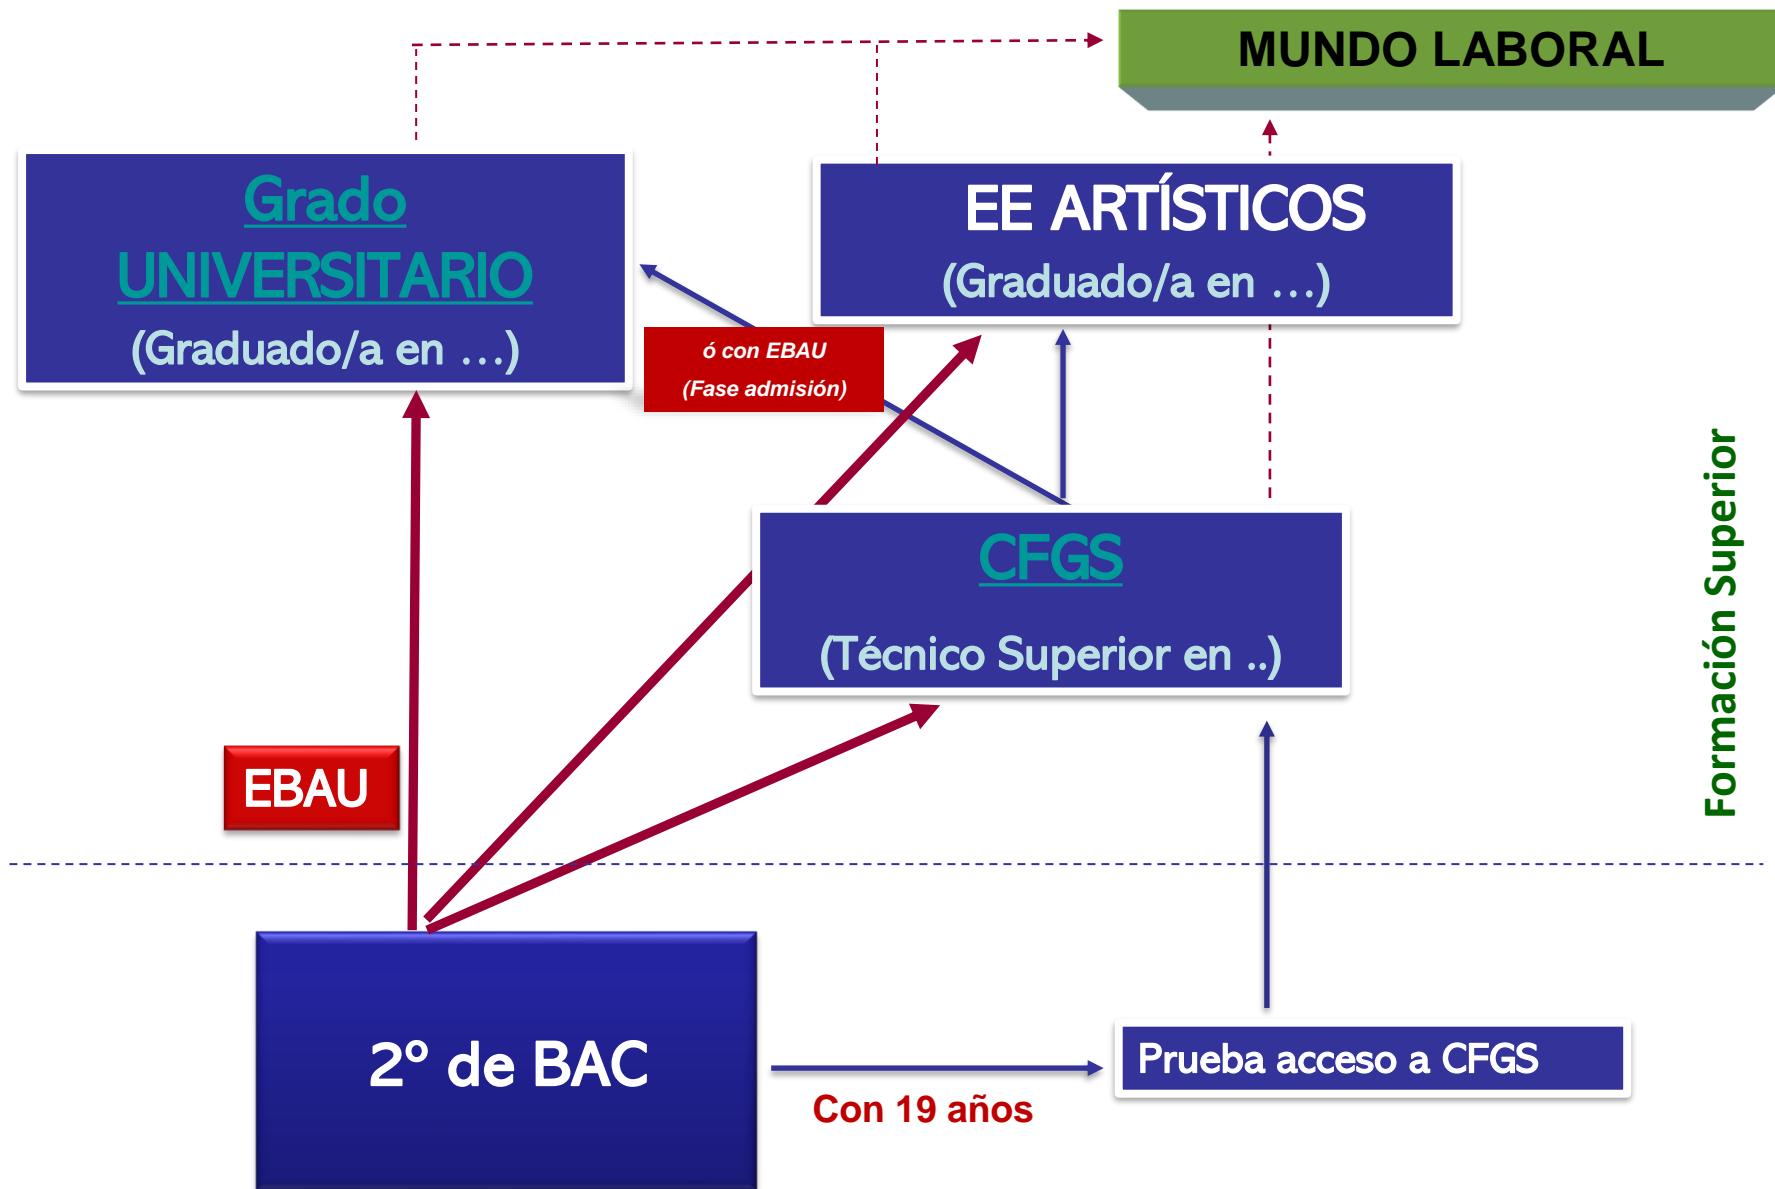 MUNDO LABORAL
Grado
UNIVERSITARIO
(Graduado/a en ...)
EE ARTÍSTICOS
(Graduado/a en ...)
ó con EBAU
(Fase admisión)
CFGS
(Técnico Superior en ..)
Formación Superior
EBAU
2º de BAC
Con 19 años
Prueba acceso a CFGS